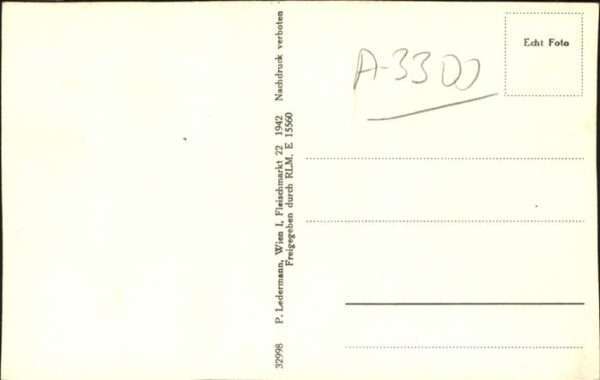 32998 P. Ledermann, Wien I, Fleischmarkt 22 1942 Nachdruck verboten
Freigegeben durch RLM. E 15560
A-3300
Echt Foto